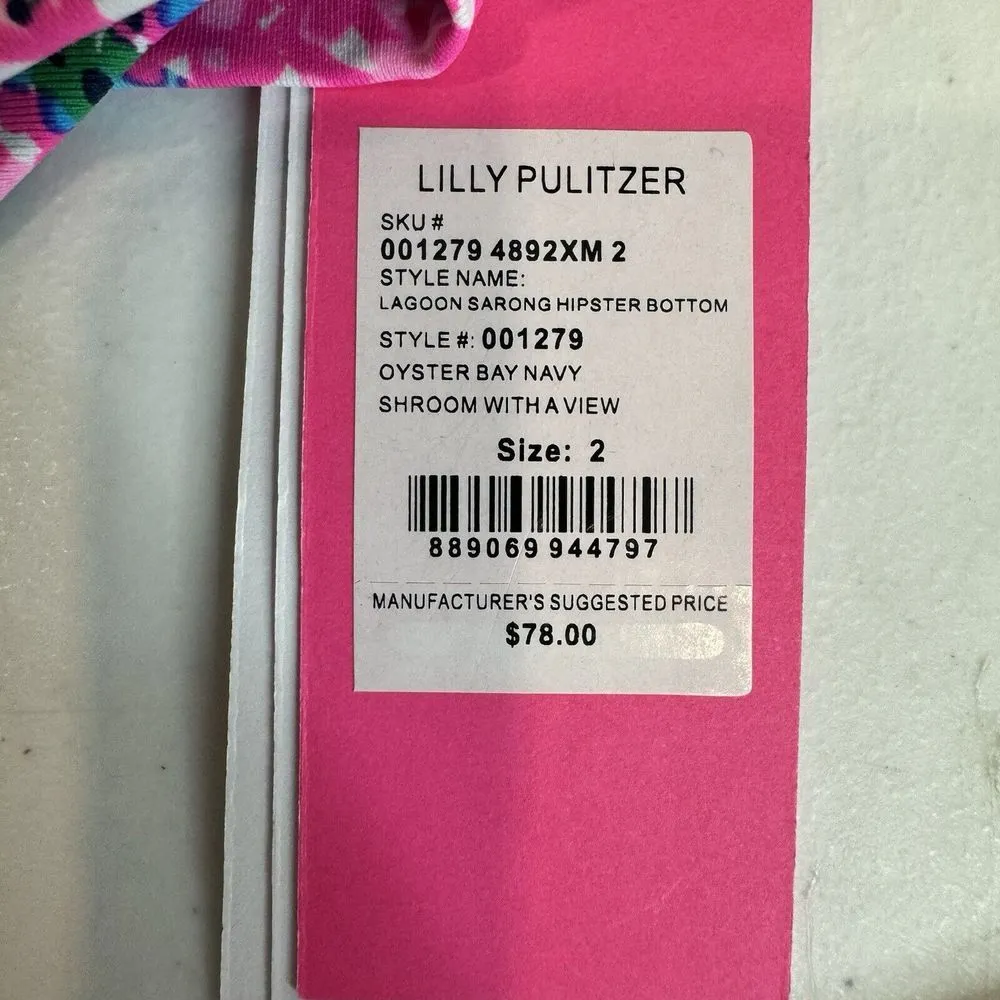 LILLY PULITZER
SKU #
001279 4892XM 2
STYLE NAME:
LAGOON SARONG HIPSTER BOTTOM
STYLE #: 001279
OYSTER BAY NAVY
SHROOM WITH A VIEW
Size: 2
889069 944797
MANUFACTURER'S SUGGESTED PRICE
$78.00